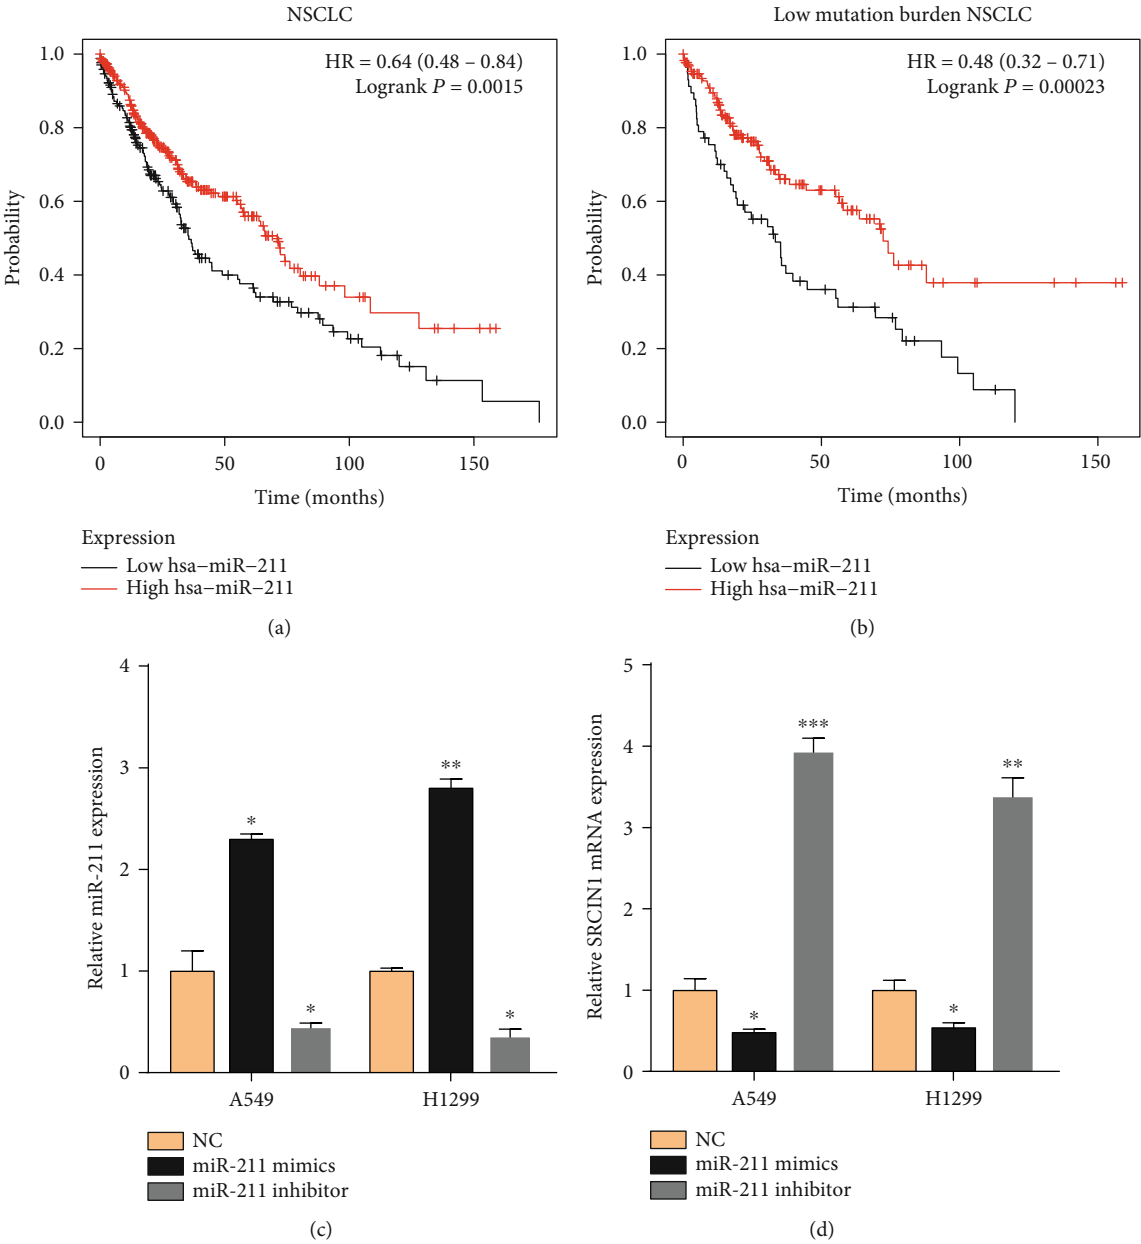 NSCLC
HR = 0.64 (0.48 – 0.84)
Logrank P = 0.0015
1.0
0.8
0.6
0.4
0.2
0.0
Probability
0
50
100
150
Time (months)
Expression
Low hsa−miR−211
High hsa−miR−211
(a)
Low mutation burden NSCLC
HR = 0.48 (0.32 – 0.71)
Logrank P = 0.00023
1.0
0.8
0.6
0.4
0.2
0.0
Probability
0
50
100
150
Time (months)
Expression
Low hsa−miR−211
High hsa−miR−211
(b)
4
3
2
1
0
Relative miR-211 expression
*
*
**
*
A549
H1299
NC
miR-211 mimics
miR-211 inhibitor
(c)
5
4
3
2
1
0
Relative SRCIN1 mRNA expression
*
***
*
**
A549
H1299
NC
miR-211 mimics
miR-211 inhibitor
(d)